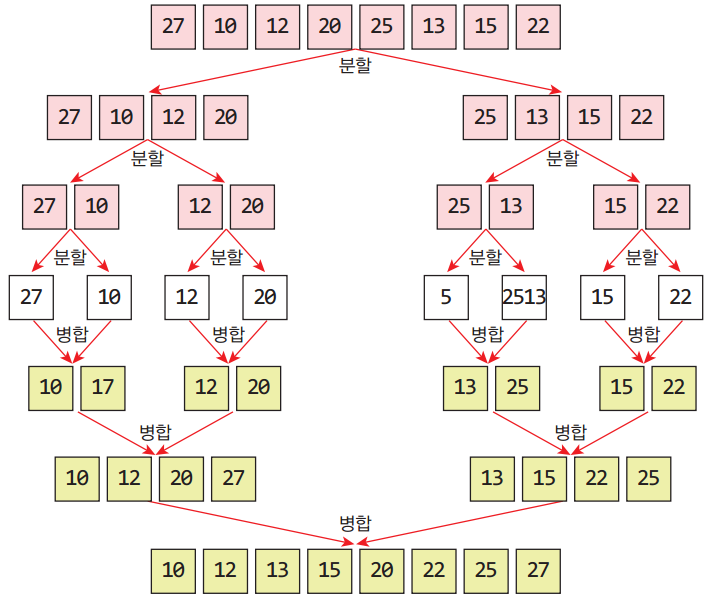 27 10 12 20 25 13 15 22
분할
27 10 12 20 25 13 15 22
분할 분할
27 10 12 20 25 13 15 22
분할 분할 분할 분할
27 10 12 20 5 2513 15 22
병합 병합 병합 병합
10 17 12 20 13 25 15 22
병합 병합
10 12 20 27 13 15 22 25
병합
10 12 13 15 20 22 25 27